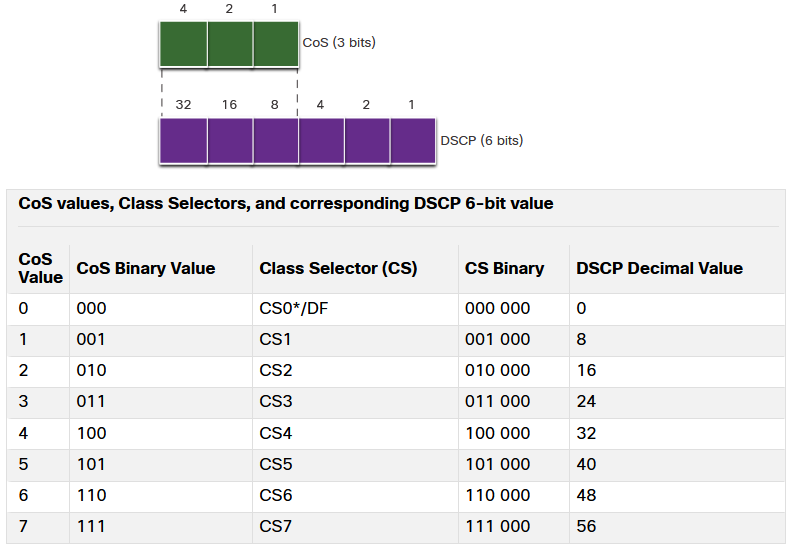 4 2 1
CoS (3 bits)
32 16 8 4 2 1
DSCP (6 bits)
CoS values, Class Selectors, and corresponding DSCP 6-bit value
CoS Value CoS Binary Value Class Selector (CS) CS Binary DSCP Decimal Value
0 000 CS0*/DF 000 000 0
1 001 CS1 001 000 8
2 010 CS2 010 000 16
3 011 CS3 011 000 24
4 100 CS4 100 000 32
5 101 CS5 101 000 40
6 110 CS6 110 000 48
7 111 CS7 111 000 56